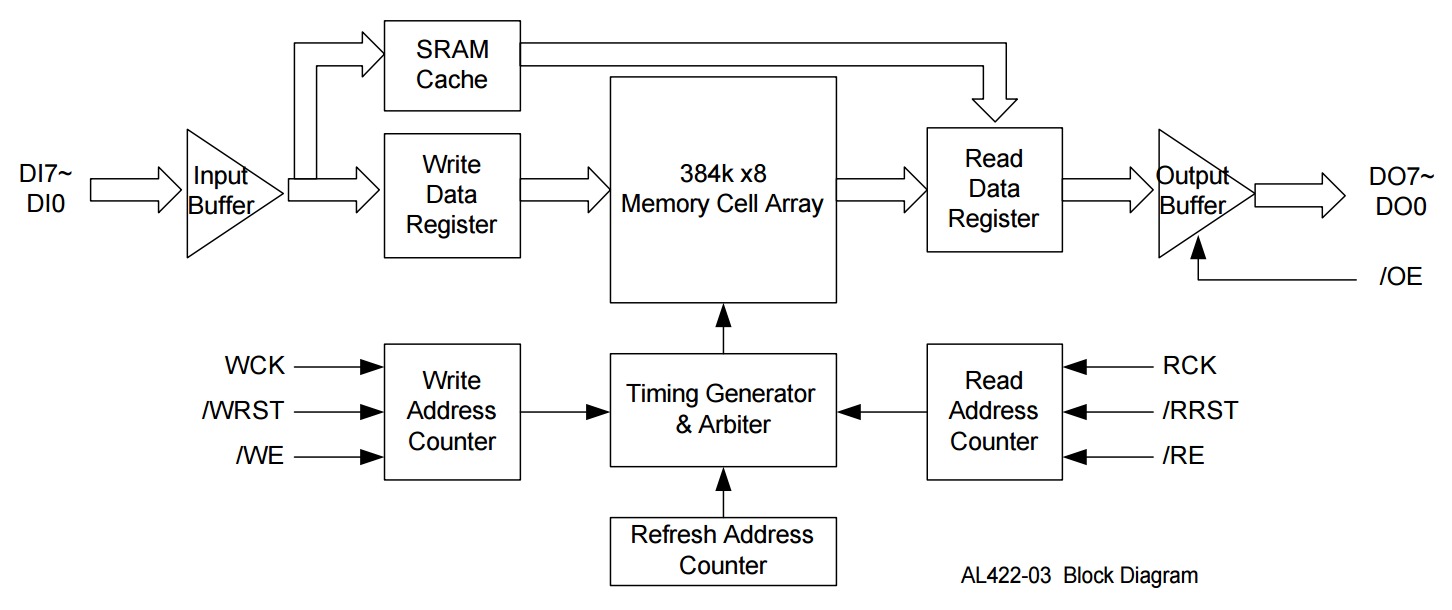 SRAM
Cache
DI7~
DI0
Input
Buffer
Write
Data
Register
384k x8
Memory Cell Array
Read
Data
Register
Output
Buffer
DO7~
DO0
/OE
WCK
/WRST
/WE
Write
Address
Counter
Timing Generator
& Arbiter
Read
Address
Counter
RCK
/RRST
/RE
Refresh Address
Counter
AL422-03 Block Diagram